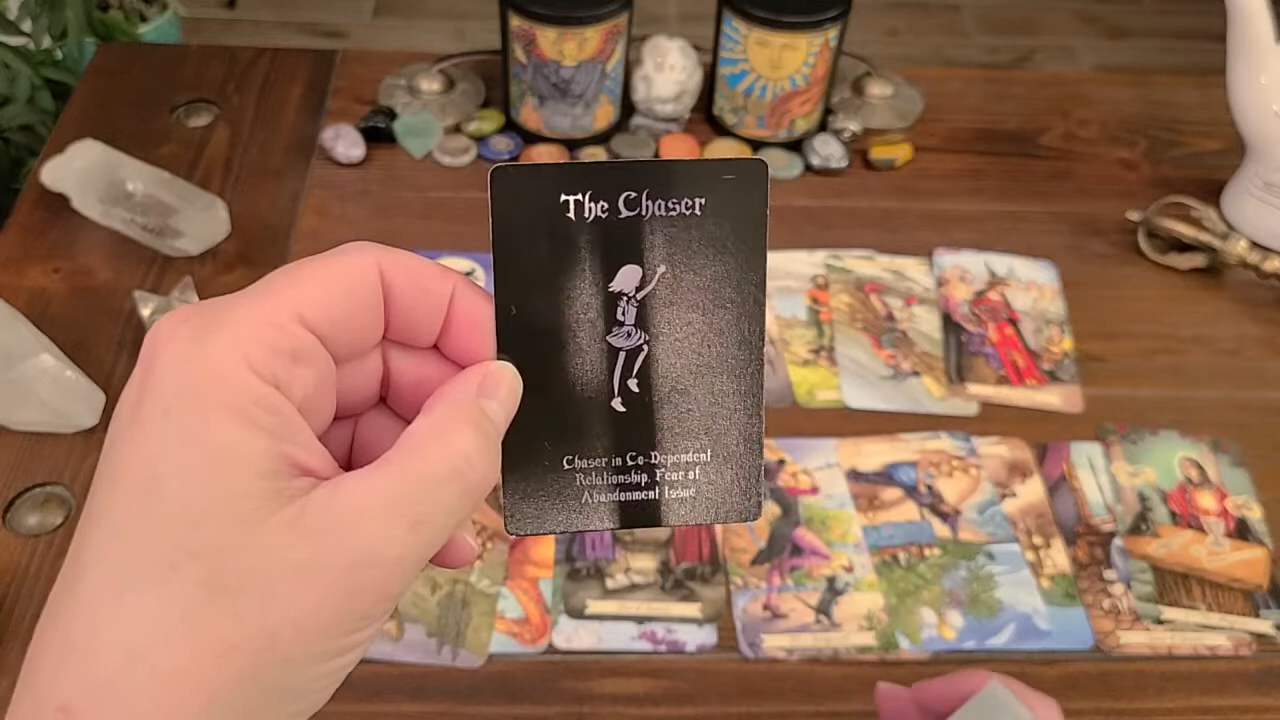 The Chaser
Chaser in Co-Dependent
Relationship, Fear of
Abandonment Issue